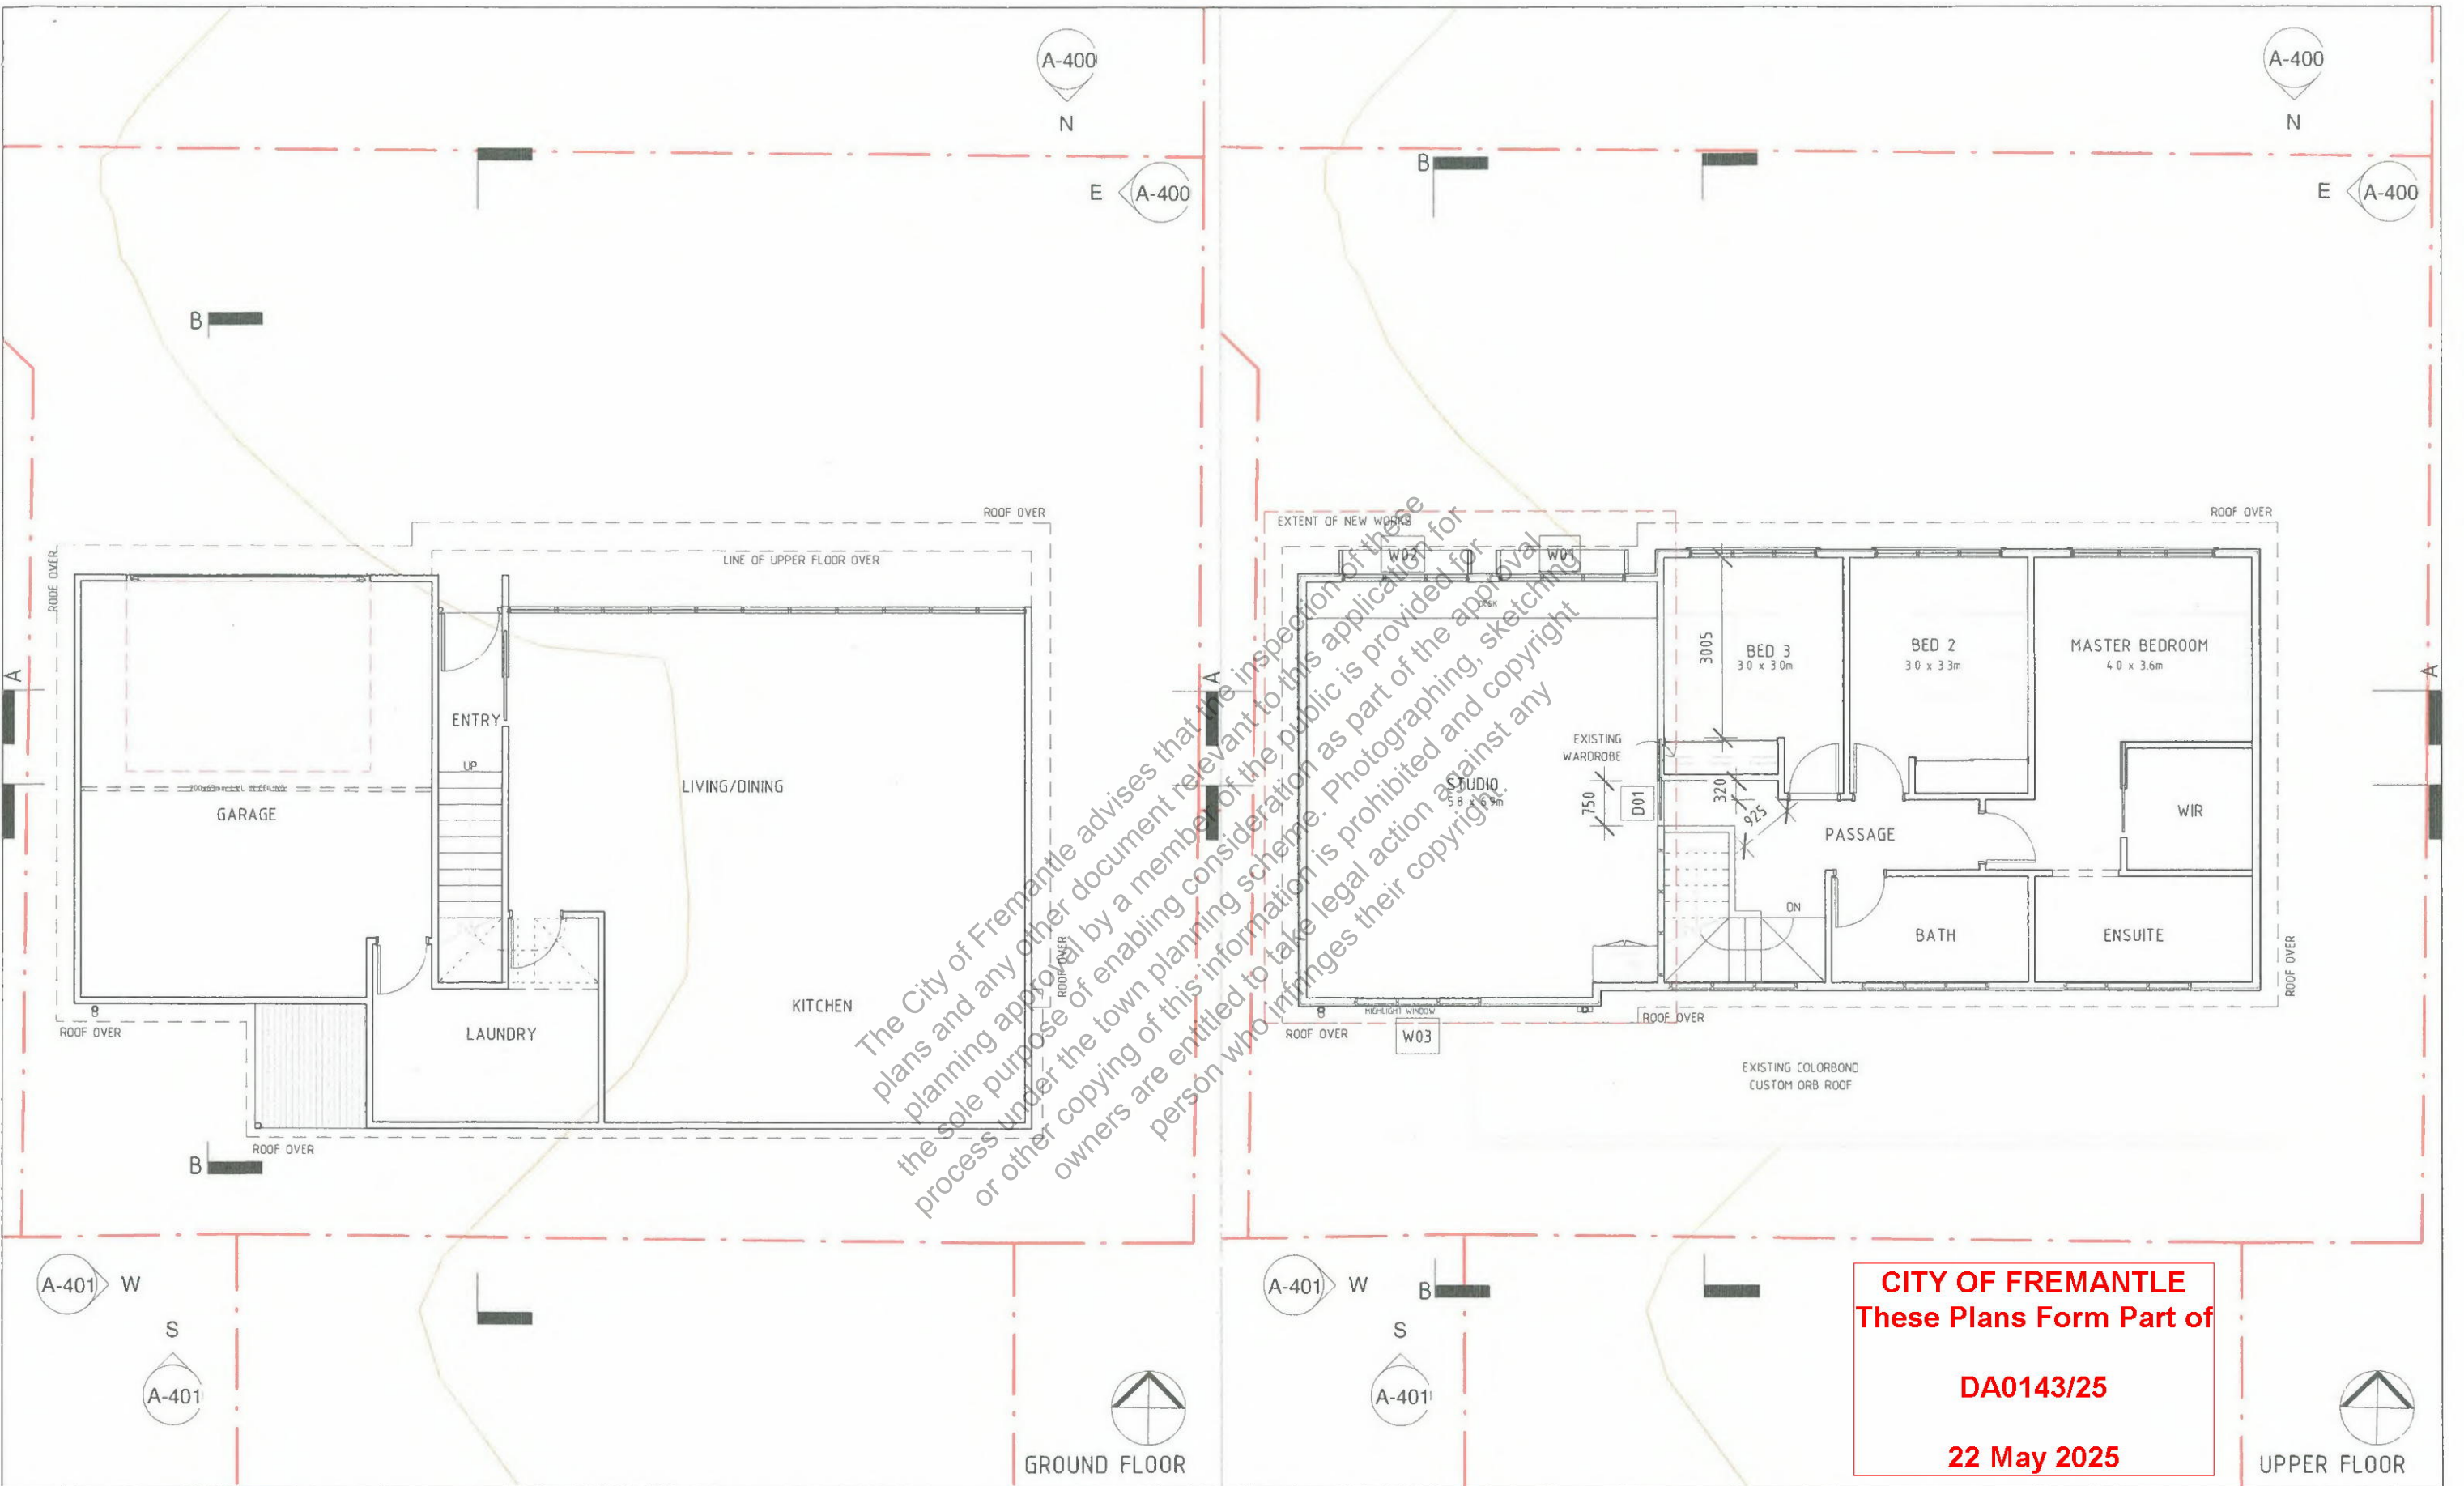 A-400
N
E
A-400
B
ROOF OVER
LINE OF UPPER FLOOR OVER
ROOF OVER
A
ENTRY
UP
LIVING/DINING
GARAGE
KITCHEN
LAUNDRY
ROOF OVER
ROOF OVER
ROOF OVER
B
A-401
W
S
A-401
GROUND FLOOR
A-400
N
B
E
A-400
EXTENT OF NEW WORKS
ROOF OVER
W02
W01
DESK
A
3005
BED 3
3.0 x 3.0m
BED 2
3.0 x 3.3m
MASTER BEDROOM
4.0 x 3.6m
A
EXISTING
WARDROBE
STUDIO
5.8 x 6.9m
750
D01
320
925
PASSAGE
WIR
DN
BATH
ENSUITE
ROOF OVER
HIGHLIGHT WINDOW
ROOF OVER
W03
ROOF OVER
EXISTING COLORBOND
CUSTOM ORB ROOF
The City of Fremantle advises that the inspection of these
plans and any other document relevant to this application for
planning approval by a member of the public is provided for
the sole purpose of enabling consideration as part of the approval
process under the town planning scheme. Photographing, sketching
or other copying of this information is prohibited and copyright
owners are entitled to take legal action against any
person who infringes their copyright.
A-401
W
B
S
A-401
CITY OF FREMANTLE
These Plans Form Part of
DA0143/25
22 May 2025
UPPER FLOOR